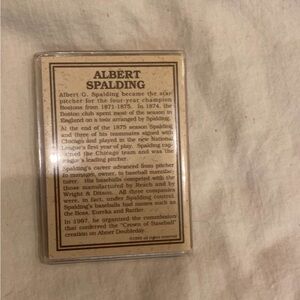 ALBERT
SPALDING
Albert G. Spalding became the star
pitcher for the four-year champion
Bostons from 1871-1875. In 1874, the
Boston club spent most of the season in
England on a tour arranged by Spalding.
At the end of the 1875 season Spalding
and three of his teammates signed with
Chicago and played in the new National
League's first year of play. Spalding cap-
tained the Chicago team and was the
league's leading pitcher.
Spalding's career advanced from pitcher
to manager, owner, to baseball manufac-
turer. His baseballs competed with the
those manufactured by Reach and by
Wright & Ditson. All three companies
were, in fact, under Spalding control.
Spalding's baseballs had names such as
the Boss, Eureka and Rattler.
In 1907, he organized the commission
that conferred the "Crown of Baseball"
creation on Abner Doubleday.
all rights reserved